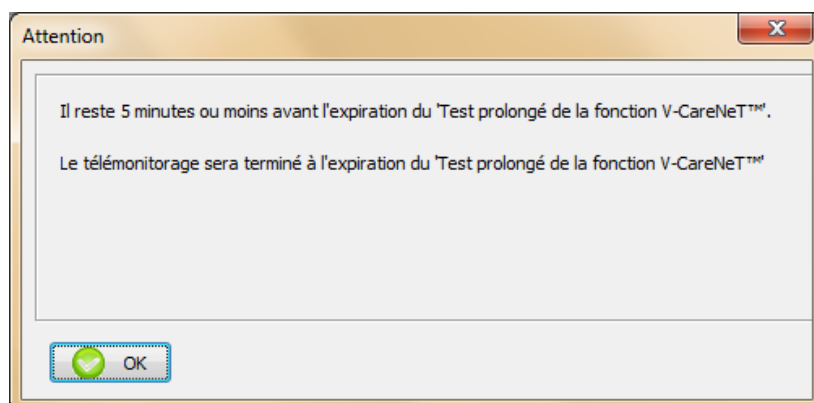 Attention
Il reste 5 minutes ou moins avant l'expiration du 'Test prolongé de la fonction V-CareNeT™'.
Le télémonitorage sera terminé à l'expiration du 'Test prolongé de la fonction V-CareNeT™'
OK